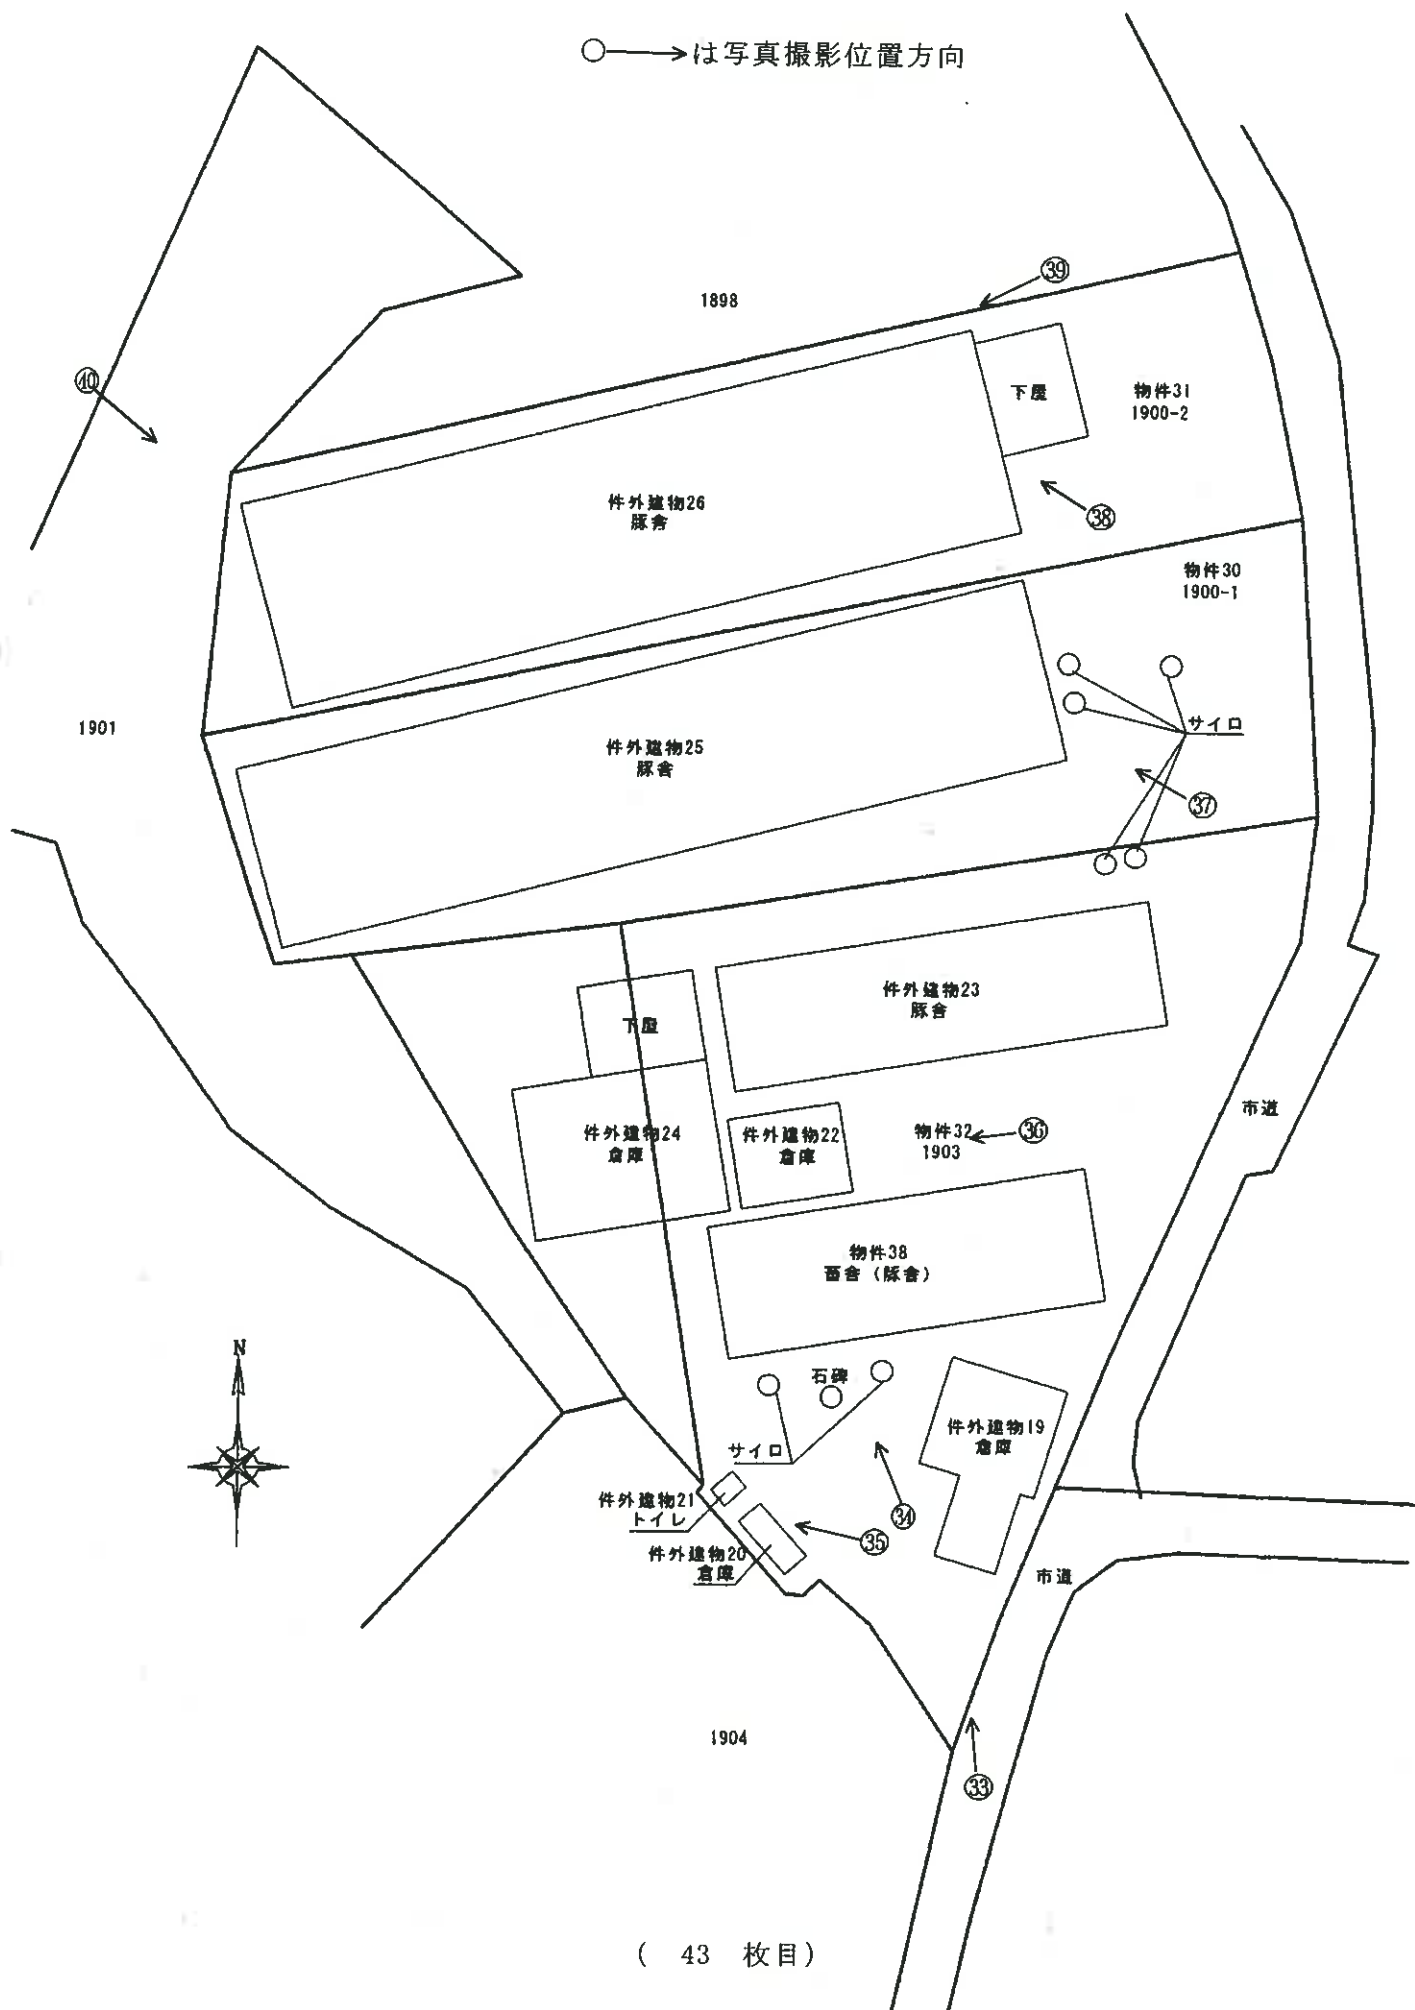 ○→は写真撮影位置方向
㊴
1898
㊵
下屋
物件31
1900-2
件外建物26
豚舎
㊳
物件30
1900-1
サイロ
1901
件外建物25
豚舎
㊲
件外建物23
豚舎
下屋
市道
件外建物24
倉庫
件外建物22
倉庫
物件32
1903
㊱
物件38
畜舎（豚舎）
N
石碑
件外建物19
倉庫
サイロ
件外建物21
トイレ
㉞
㉟
件外建物20
倉庫
市道
1904
㉝
( 43 枚目)